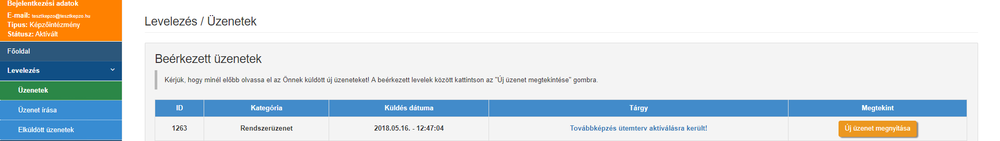 Bejelentkezési adatok
E-mail: tesztkepzo@tesztkepzo.hu
Típus: Képzőintézmény
Státusz: Aktívált
Főoldal
Levelezés
Üzenetek
Üzenet írása
Elküldött üzenetek
Levelezés / Üzenetek
Beérkezett üzenetek
Kérjük, hogy minél előbb olvassa el az Önnek küldött új üzeneteket! A beérkezett levelek között kattintson az "Új üzenet megtekintése" gombra.
ID Kategória Küldés dátuma Tárgy Megtekint
1263 Rendszerüzenet 2018.05.16. - 12:47:04 Továbbképzés ütemterv aktíválásra került! Új üzenet megnyitása